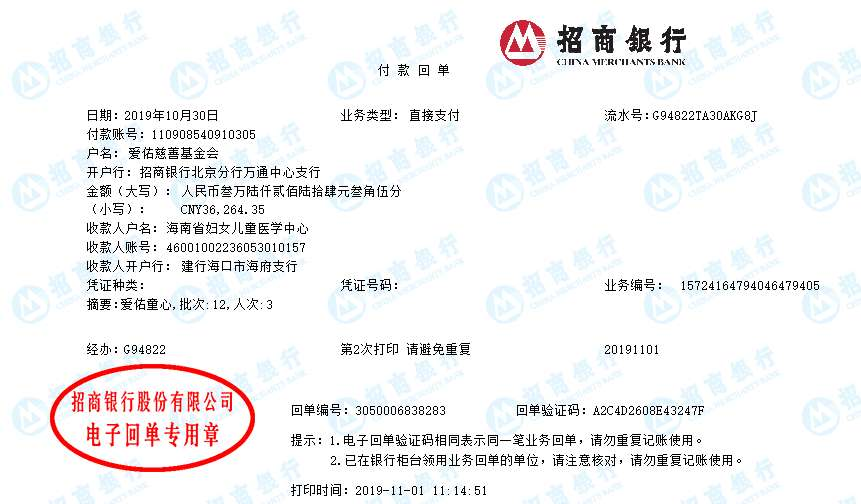 招商银行
CHINA MERCHANTS BANK
付款回单
日期：2019年10月30日 业务类型：直接支付 流水号：G94822TA30AKG8J
付款账号：110908540910305
户名：爱佑慈善基金会
开户行：招商银行北京分行万通中心支行
金额（大写）：人民币叁万陆仟贰佰陆拾肆元叁角伍分
（小写）： CNY36,264.35
收款人户名：海南省妇女儿童医学中心
收款人账号：46001002236053010157
收款人开户行：建行海口市海府支行
凭证种类： 凭证号码： 业务编号： 15724164794046479405
摘要：爱佑童心,批次:12,人次:3
经办：G94822 第2次打印 请避免重复 20191101
招商银行股份有限公司
电子回单专用章
回单编号：3050006838283 回单验证码：A2C4D2608E43247F
提示：1.电子回单验证码相同表示同一笔业务回单，请勿重复记账使用。
2.已在银行柜台领用业务回单的单位，请注意核对，请勿重复记账使用。
打印时间：2019-11-01 11:14:51